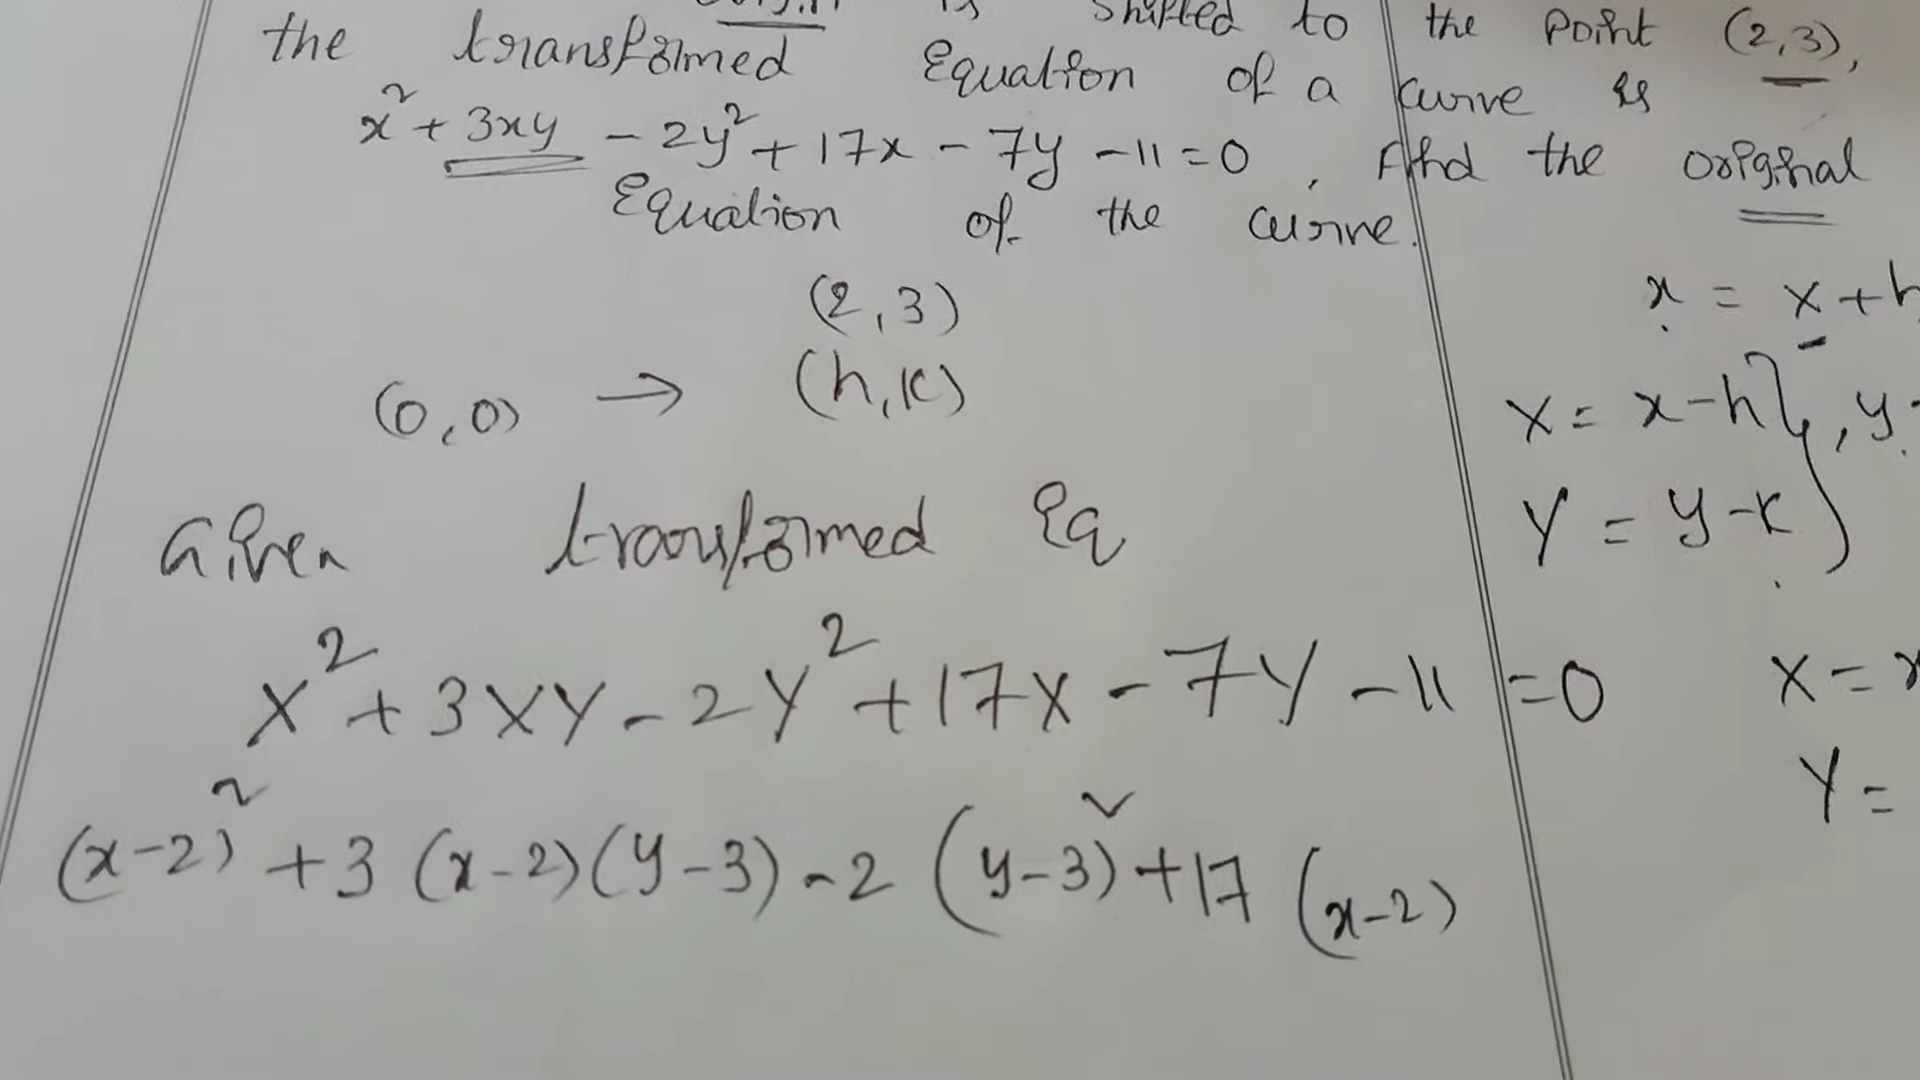 is shifted to the point (2,3),
the transformed Equation of a curve is
x² + 3xy - 2y² + 17x - 7y - 11 = 0, find the original
Equation of the curve.
(2,3)
x = X + h
(0,0) → (h,k)
X = x-h}, y
Given transformed Eq
Y = y-k
X² + 3XY - 2Y² + 17X - 7Y - 11 = 0
X = x
Y =
(x-2)² + 3(x-2)(y-3) - 2(y-3)² + 17(x-2)